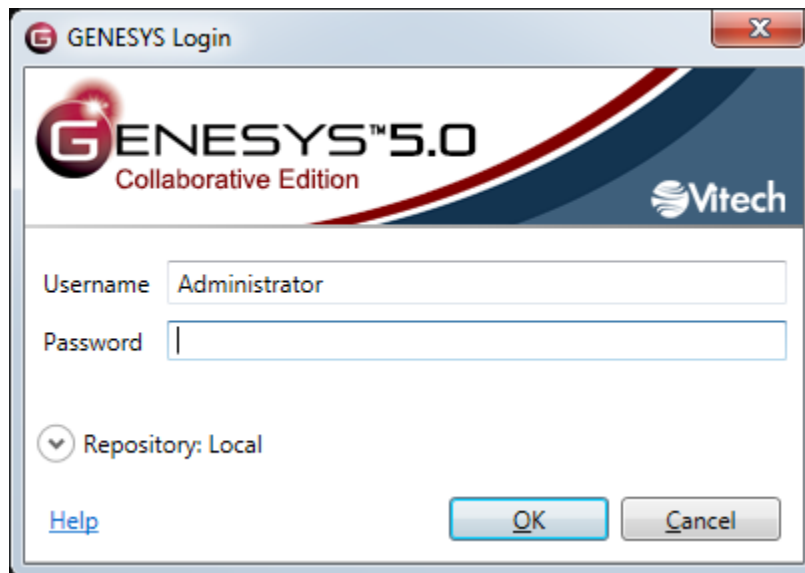 GENESYS Login
GENESYS™5.0
Collaborative Edition
Vitech
Username Administrator
Password
Repository: Local
Help OK Cancel